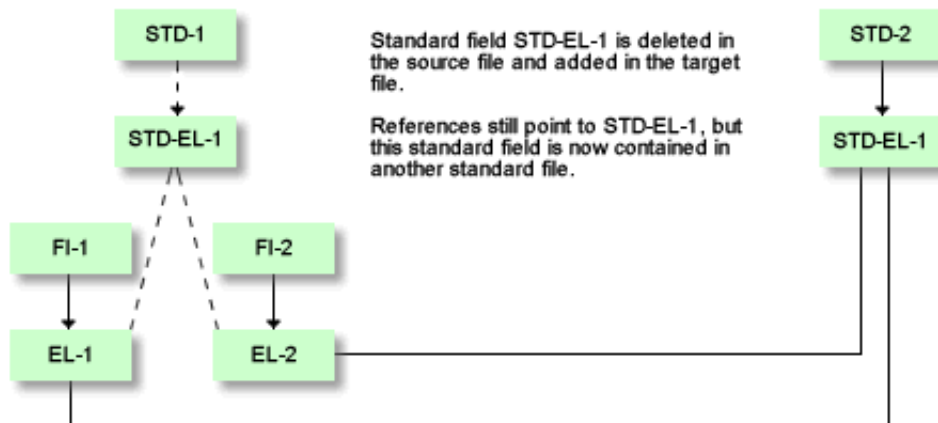 STD-1
Standard field STD-EL-1 is deleted in
the source file and added in the target
file.
References still point to STD-EL-1, but
this standard field is now contained in
another standard file.
STD-2
STD-EL-1
STD-EL-1
FI-1
FI-2
EL-1
EL-2